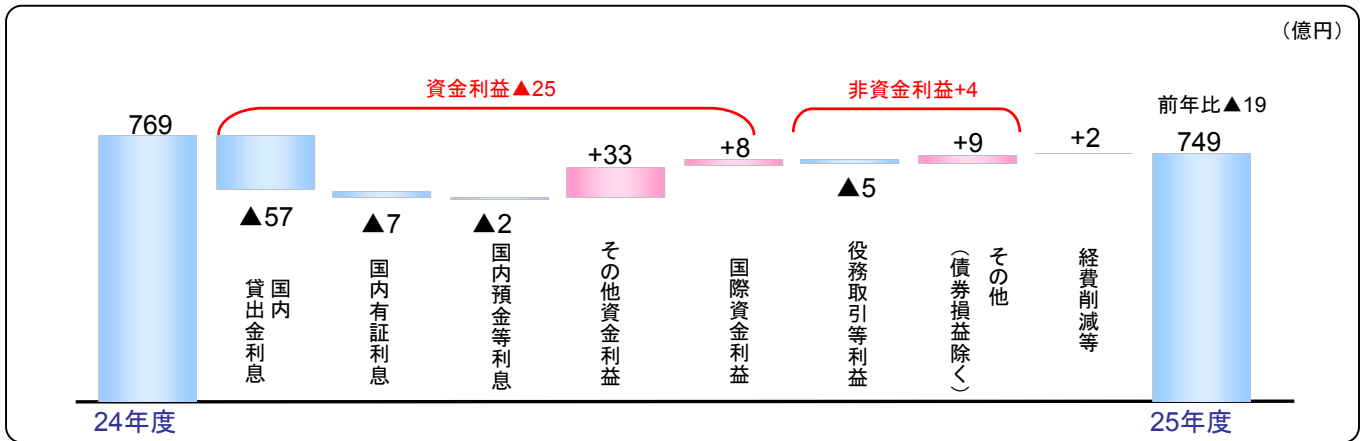 （億円）
資金利益▲25
非資金利益+4
前年比▲19
769
▲57
▲7
▲2
+33
+8
▲5
+9
+2
749
国内
貸出金利息
国内有証利息
国内預金等利息
その他資金利益
国際資金利益
役務取引等利益
その他
（債券損益除く）
経費削減等
24年度
25年度